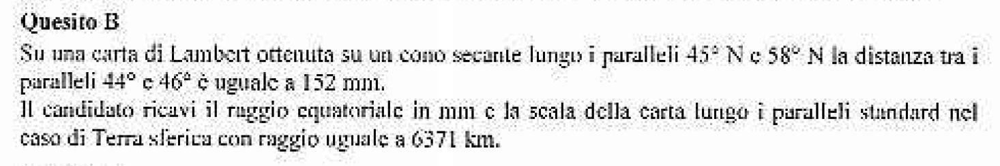 Quesito B
Su una carta di Lambert ottenuta su un cono secante lungo i paralleli 45° N e 58° N la distanza tra i
paralleli 44° e 46° è uguale a 152 mm.
Il candidato ricavi il raggio equatoriale in mm e la scala della carta lungo i paralleli standard nel
caso di Terra sferica con raggio uguale a 6371 km.